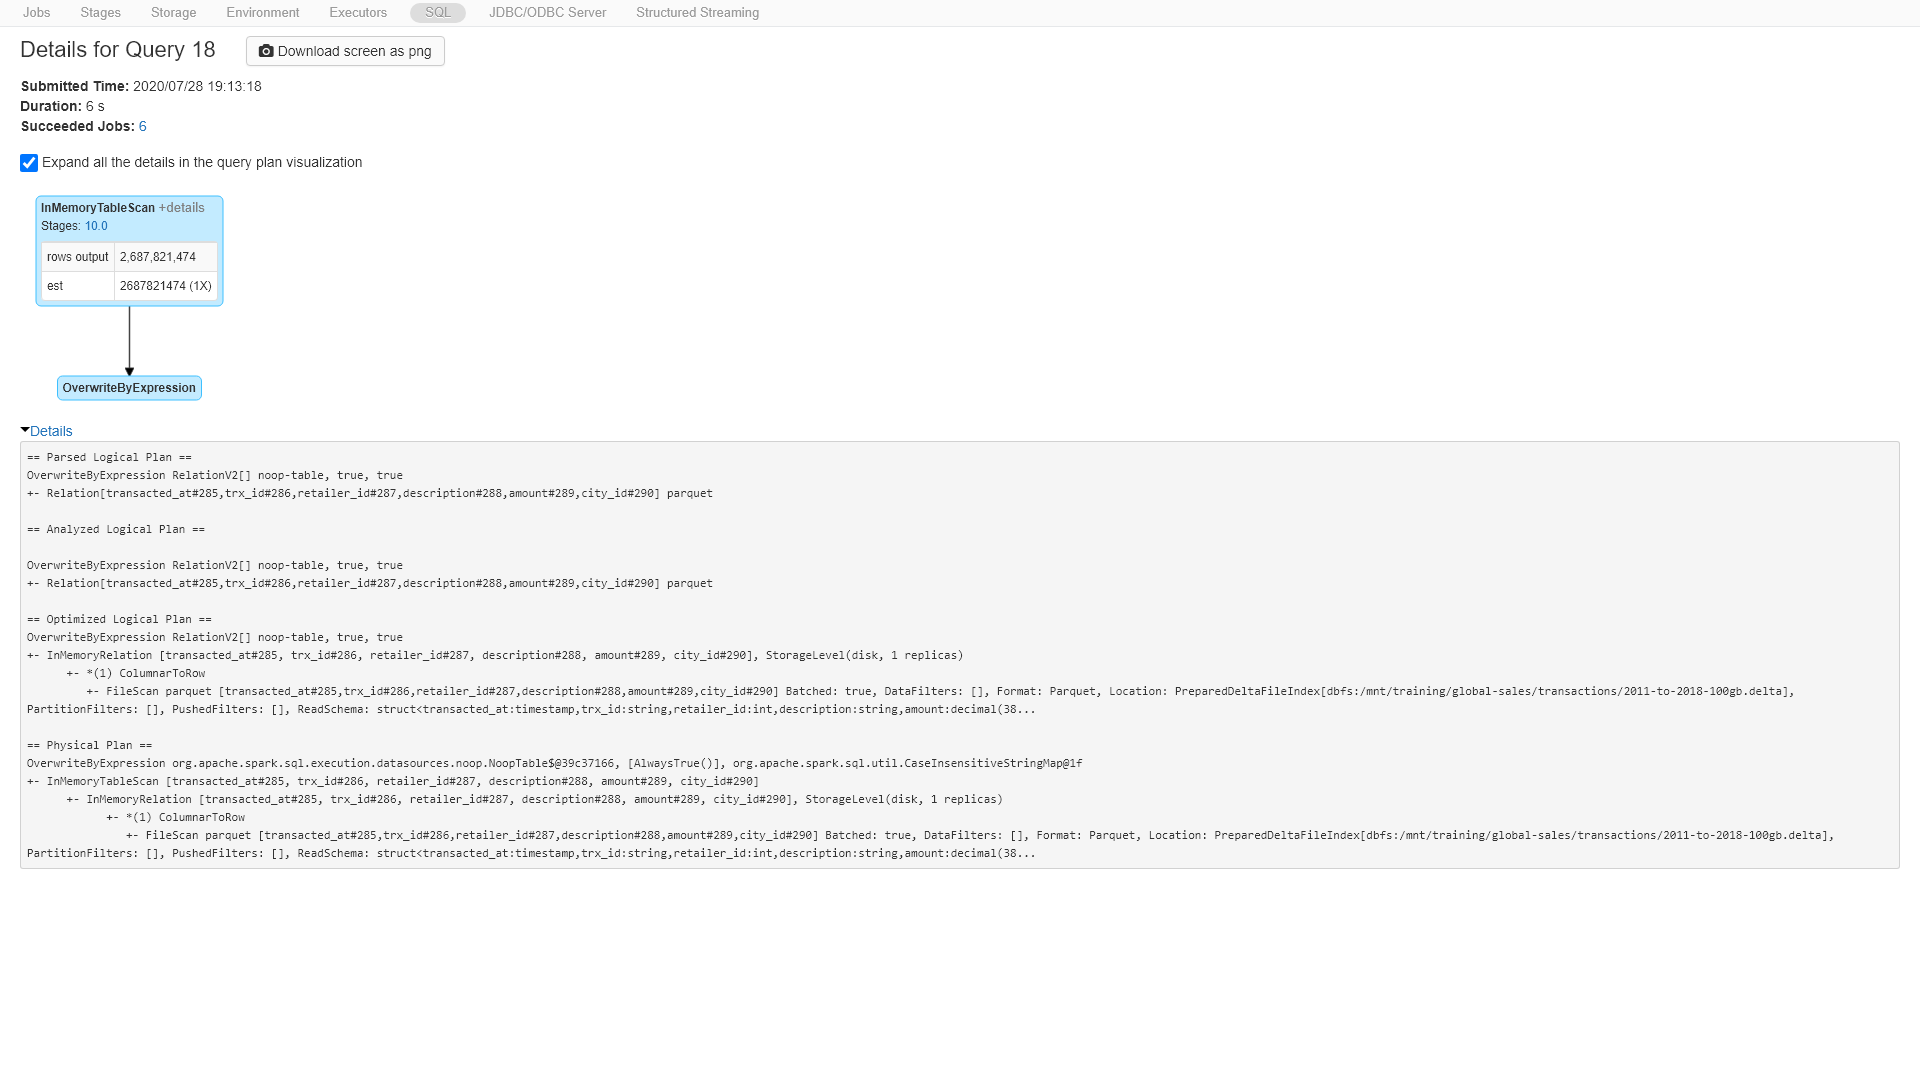 Jobs Stages Storage Environment Executors SQL JDBC/ODBC Server Structured Streaming
Details for Query 18 Download screen as png
Submitted Time: 2020/07/28 19:13:18
Duration: 6 s
Succeeded Jobs: 6
Expand all the details in the query plan visualization
InMemoryTableScan +details
Stages: 10.0
rows output 2,687,821,474
est 2687821474 (1X)
OverwriteByExpression
Details
== Parsed Logical Plan ==
OverwriteByExpression RelationV2[] noop-table, true, true
+- Relation[transacted_at#285,trx_id#286,retailer_id#287,description#288,amount#289,city_id#290] parquet
== Analyzed Logical Plan ==
OverwriteByExpression RelationV2[] noop-table, true, true
+- Relation[transacted_at#285,trx_id#286,retailer_id#287,description#288,amount#289,city_id#290] parquet
== Optimized Logical Plan ==
OverwriteByExpression RelationV2[] noop-table, true, true
+- InMemoryRelation [transacted_at#285, trx_id#286, retailer_id#287, description#288, amount#289, city_id#290], StorageLevel(disk, 1 replicas)
+- *(1) ColumnarToRow
+- FileScan parquet [transacted_at#285,trx_id#286,retailer_id#287,description#288,amount#289,city_id#290] Batched: true, DataFilters: [], Format: Parquet, Location: PreparedDeltaFileIndex[dbfs:/mnt/training/global-sales/transactions/2011-to-2018-100gb.delta],
PartitionFilters: [], PushedFilters: [], ReadSchema: struct<transacted_at:timestamp,trx_id:string,retailer_id:int,description:string,amount:decimal(38...
== Physical Plan ==
OverwriteByExpression org.apache.spark.sql.execution.datasources.noop.NoopTable$@39c37166, [AlwaysTrue()], org.apache.spark.sql.util.CaseInsensitiveStringMap@1f
+- InMemoryTableScan [transacted_at#285, trx_id#286, retailer_id#287, description#288, amount#289, city_id#290]
+- InMemoryRelation [transacted_at#285, trx_id#286, retailer_id#287, description#288, amount#289, city_id#290], StorageLevel(disk, 1 replicas)
+- *(1) ColumnarToRow
+- FileScan parquet [transacted_at#285,trx_id#286,retailer_id#287,description#288,amount#289,city_id#290] Batched: true, DataFilters: [], Format: Parquet, Location: PreparedDeltaFileIndex[dbfs:/mnt/training/global-sales/transactions/2011-to-2018-100gb.delta],
PartitionFilters: [], PushedFilters: [], ReadSchema: struct<transacted_at:timestamp,trx_id:string,retailer_id:int,description:string,amount:decimal(38...